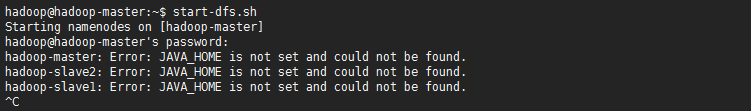 hadoop@hadoop-master:~$ start-dfs.sh
Starting namenodes on [hadoop-master]
hadoop@hadoop-master's password:
hadoop-master: Error: JAVA_HOME is not set and could not be found.
hadoop-slave2: Error: JAVA_HOME is not set and could not be found.
hadoop-slave1: Error: JAVA_HOME is not set and could not be found.
^C